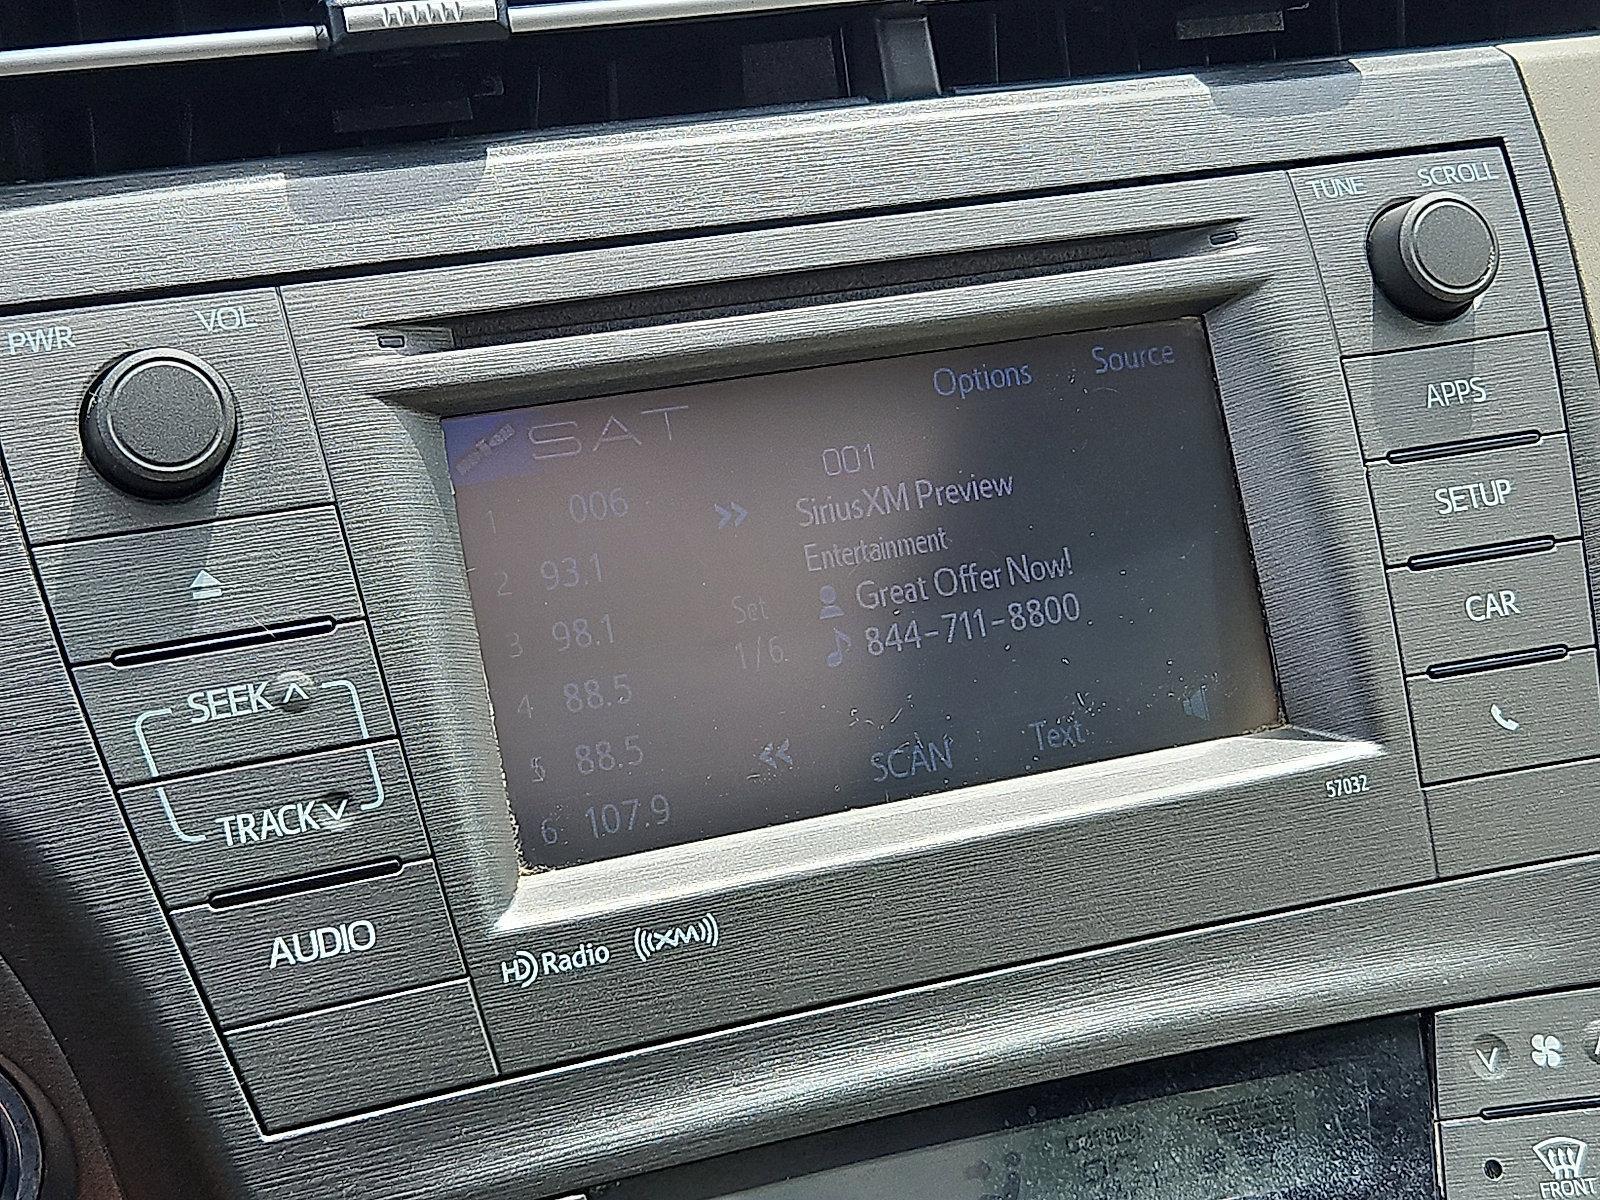 PWR VOL
TUNE SCROLL
Options Source
SAT
001
1 006
SiriusXM Preview
Entertainment
2 93.1
Great Offer Now!
3 98.1
Set
1/6
844-711-8800
4 88.5
5 88.5
6 107.9
SCAN
Text
APPS
SETUP
CAR
SEEK
TRACK
AUDIO
57032
HD Radio
((XM))
FRONT